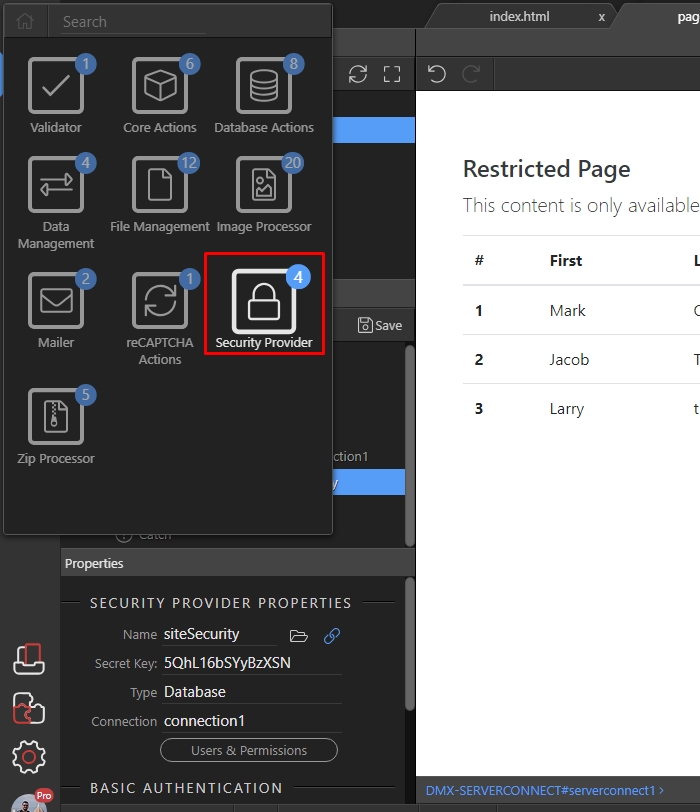 Search
index.html
x
pag
1
Validator
6
Core Actions
8
Database Actions
4
Data
Management
12
File Management
20
Image Processor
2
Mailer
1
reCAPTCHA
Actions
4
Security Provider
5
Zip Processor
Save
ction1
y
Catch
Restricted Page
This content is only available
# First L
1 Mark
2 Jacob T
3 Larry t
Properties
SECURITY PROVIDER PROPERTIES
Name siteSecurity
Secret Key: 5QhL16bSYyBzXSN
Type Database
Connection connection1
Users & Permissions
BASIC AUTHENTICATION
Pro
DMX-SERVERCONNECT#serverconnect1 ›